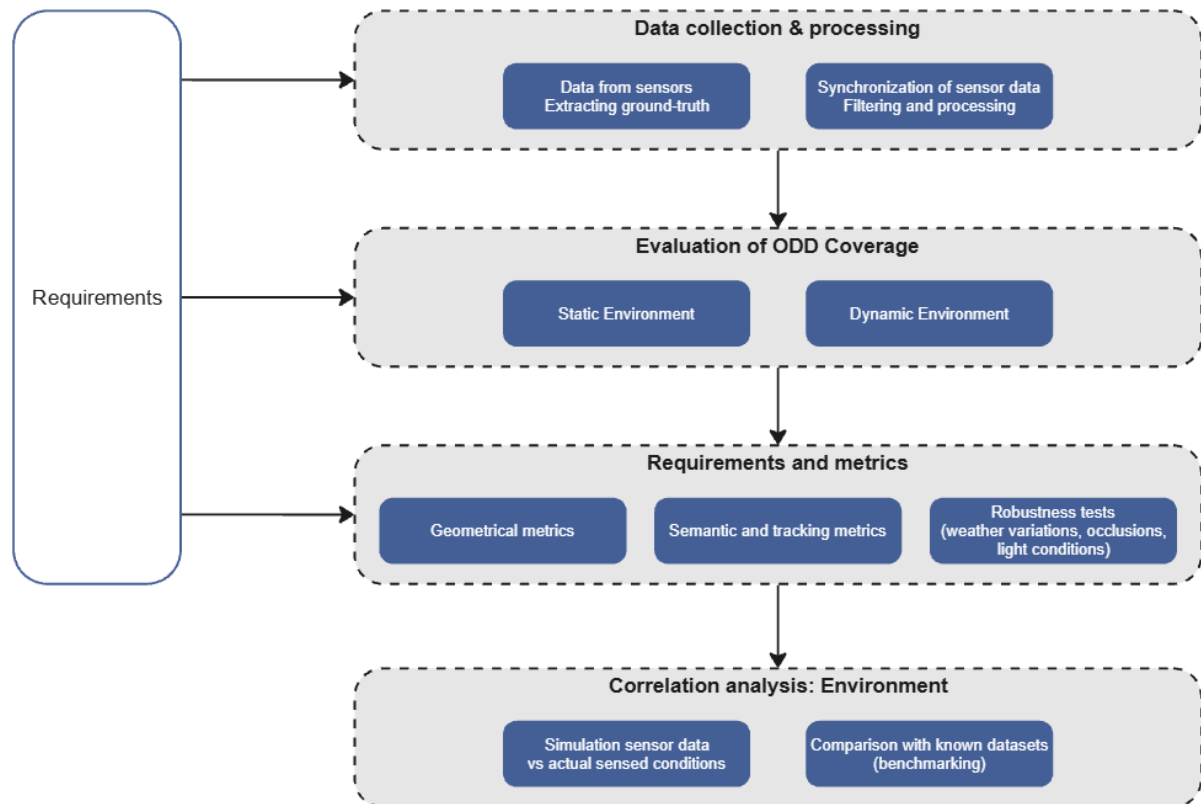 Data collection & processing
Data from sensors
Extracting ground-truth
Synchronization of sensor data
Filtering and processing
Requirements
Evaluation of ODD Coverage
Static Environment
Dynamic Environment
Requirements and metrics
Geometrical metrics
Semantic and tracking metrics
Robustness tests
(weather variations, occlusions,
light conditions)
Correlation analysis: Environment
Simulation sensor data
vs actual sensed conditions
Comparison with known datasets
(benchmarking)